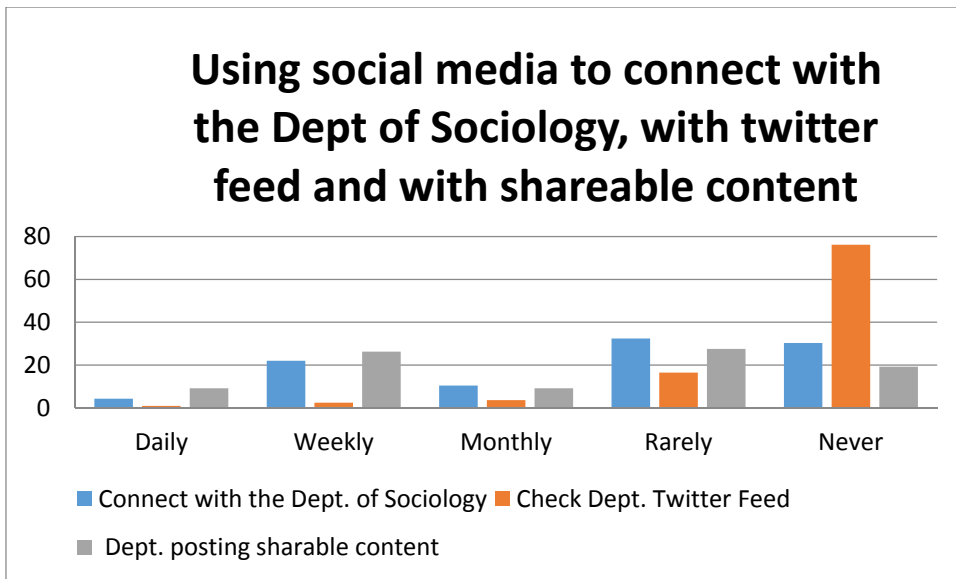 Using social media to connect with
the Dept of Sociology, with twitter
feed and with shareable content
80
60
40
20
0
Daily Weekly Monthly Rarely Never
Connect with the Dept. of Sociology Check Dept. Twitter Feed
Dept. posting sharable content